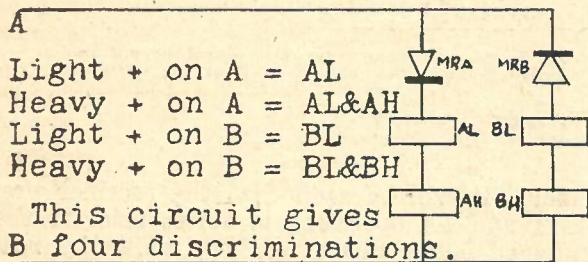 A
Light + on A = AL
Heavy + on A = AL&AH
Light + on B = BL
Heavy + on B = BL&BH
This circuit gives
B four discriminations.
MRA MRB
AL BL
AH BH